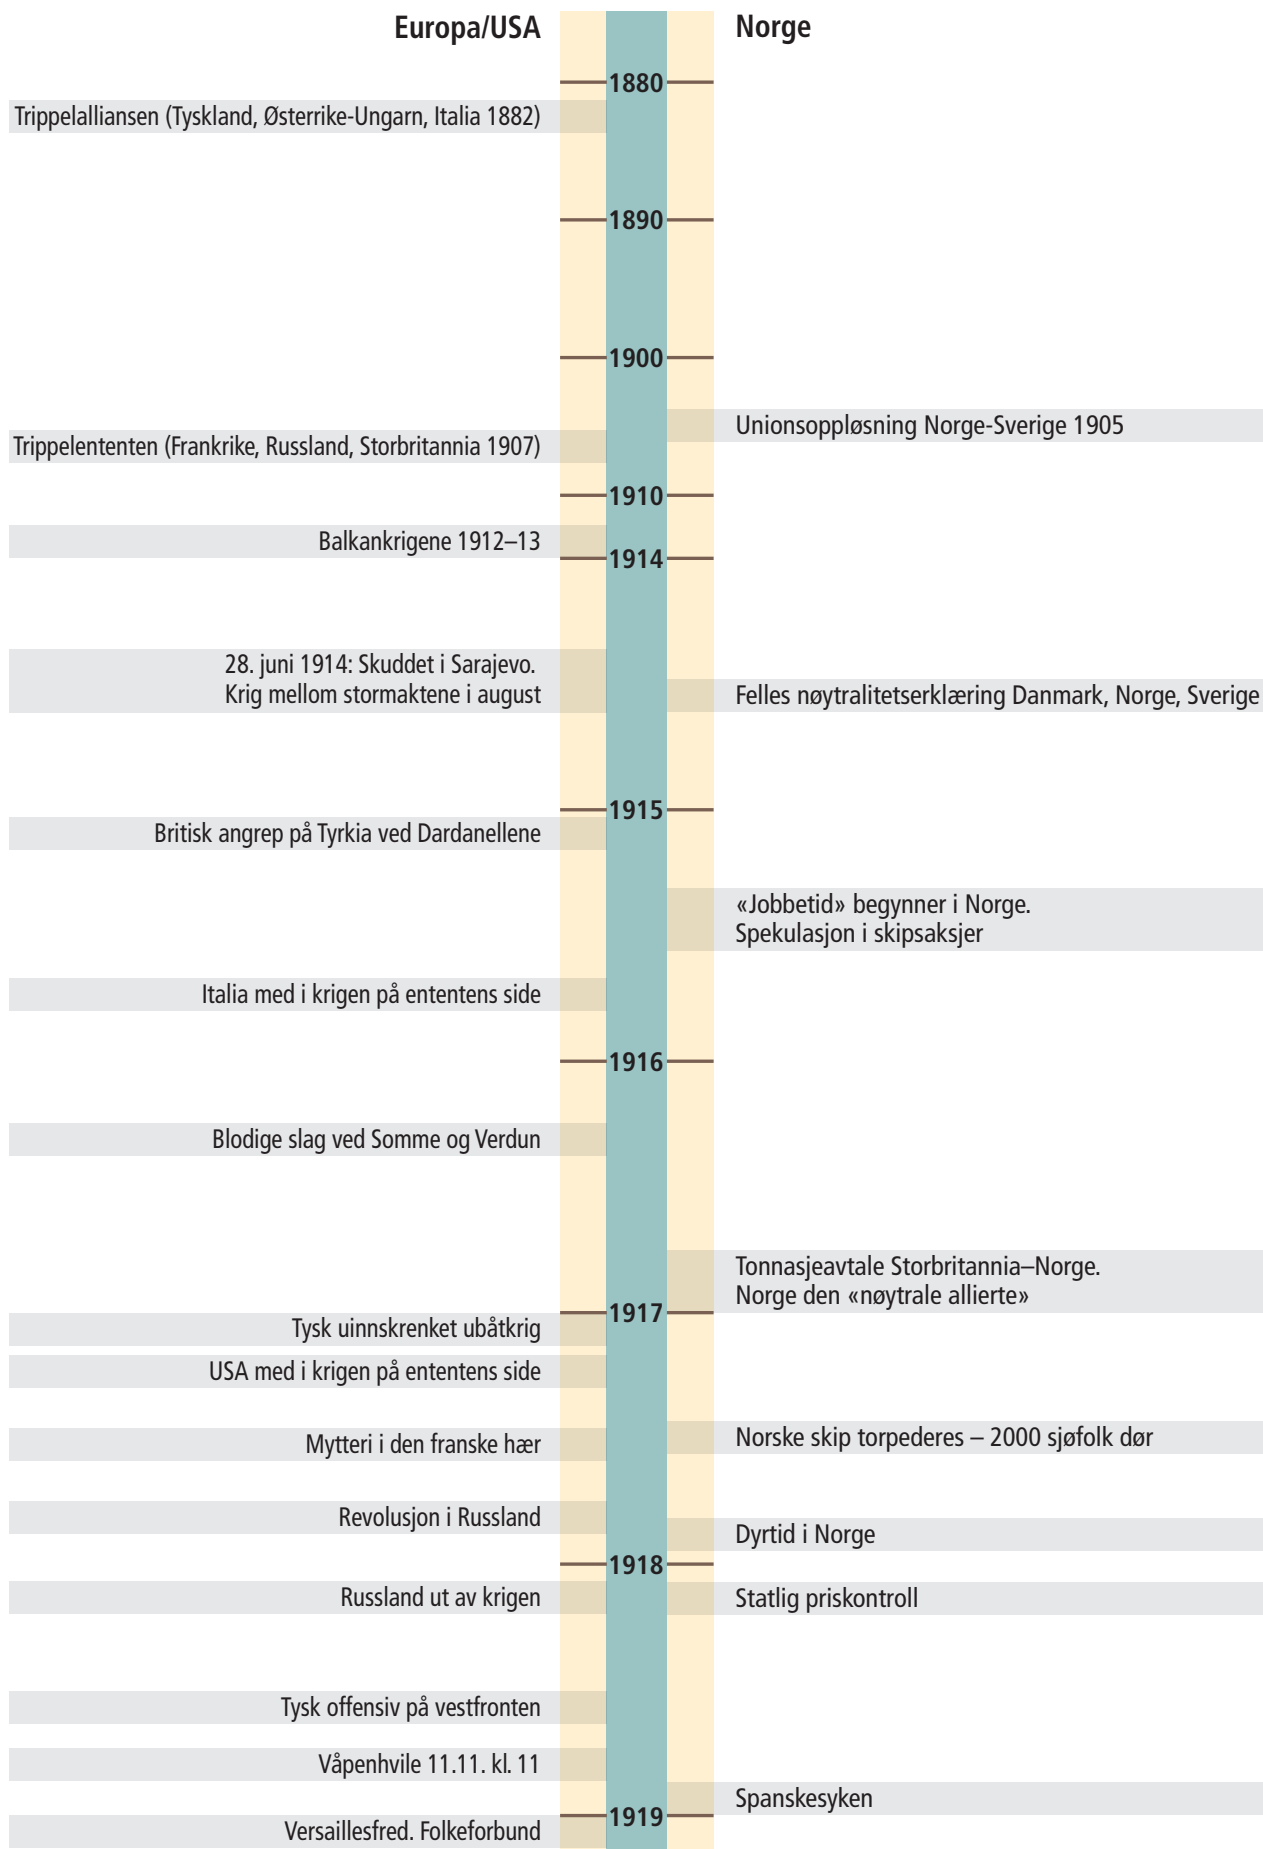 Europa/USA
Norge
1880
Trippelalliansen (Tyskland, Østerrike-Ungarn, Italia 1882)
1890
1900
Unionsoppløsning Norge-Sverige 1905
Trippelententen (Frankrike, Russland, Storbritannia 1907)
1910
Balkankrigene 1912–13
1914
28. juni 1914: Skuddet i Sarajevo.
Krig mellom stormaktene i august
Felles nøytralitetserklæring Danmark, Norge, Sverige
1915
Britisk angrep på Tyrkia ved Dardanellene
«Jobbetid» begynner i Norge.
Spekulasjon i skipsaksjer
Italia med i krigen på ententens side
1916
Blodige slag ved Somme og Verdun
Tonnasjeavtale Storbritannia–Norge.
Norge den «nøytrale allierte»
1917
Tysk uinnskrenket ubåtkrig
USA med i krigen på ententens side
Norske skip torpederes – 2000 sjøfolk dør
Mytteri i den franske hær
Revolusjon i Russland
Dyrtid i Norge
1918
Russland ut av krigen
Statlig priskontroll
Tysk offensiv på vestfronten
Våpenhvile 11.11. kl. 11
Spanskesyken
1919
Versaillesfred. Folkeforbund